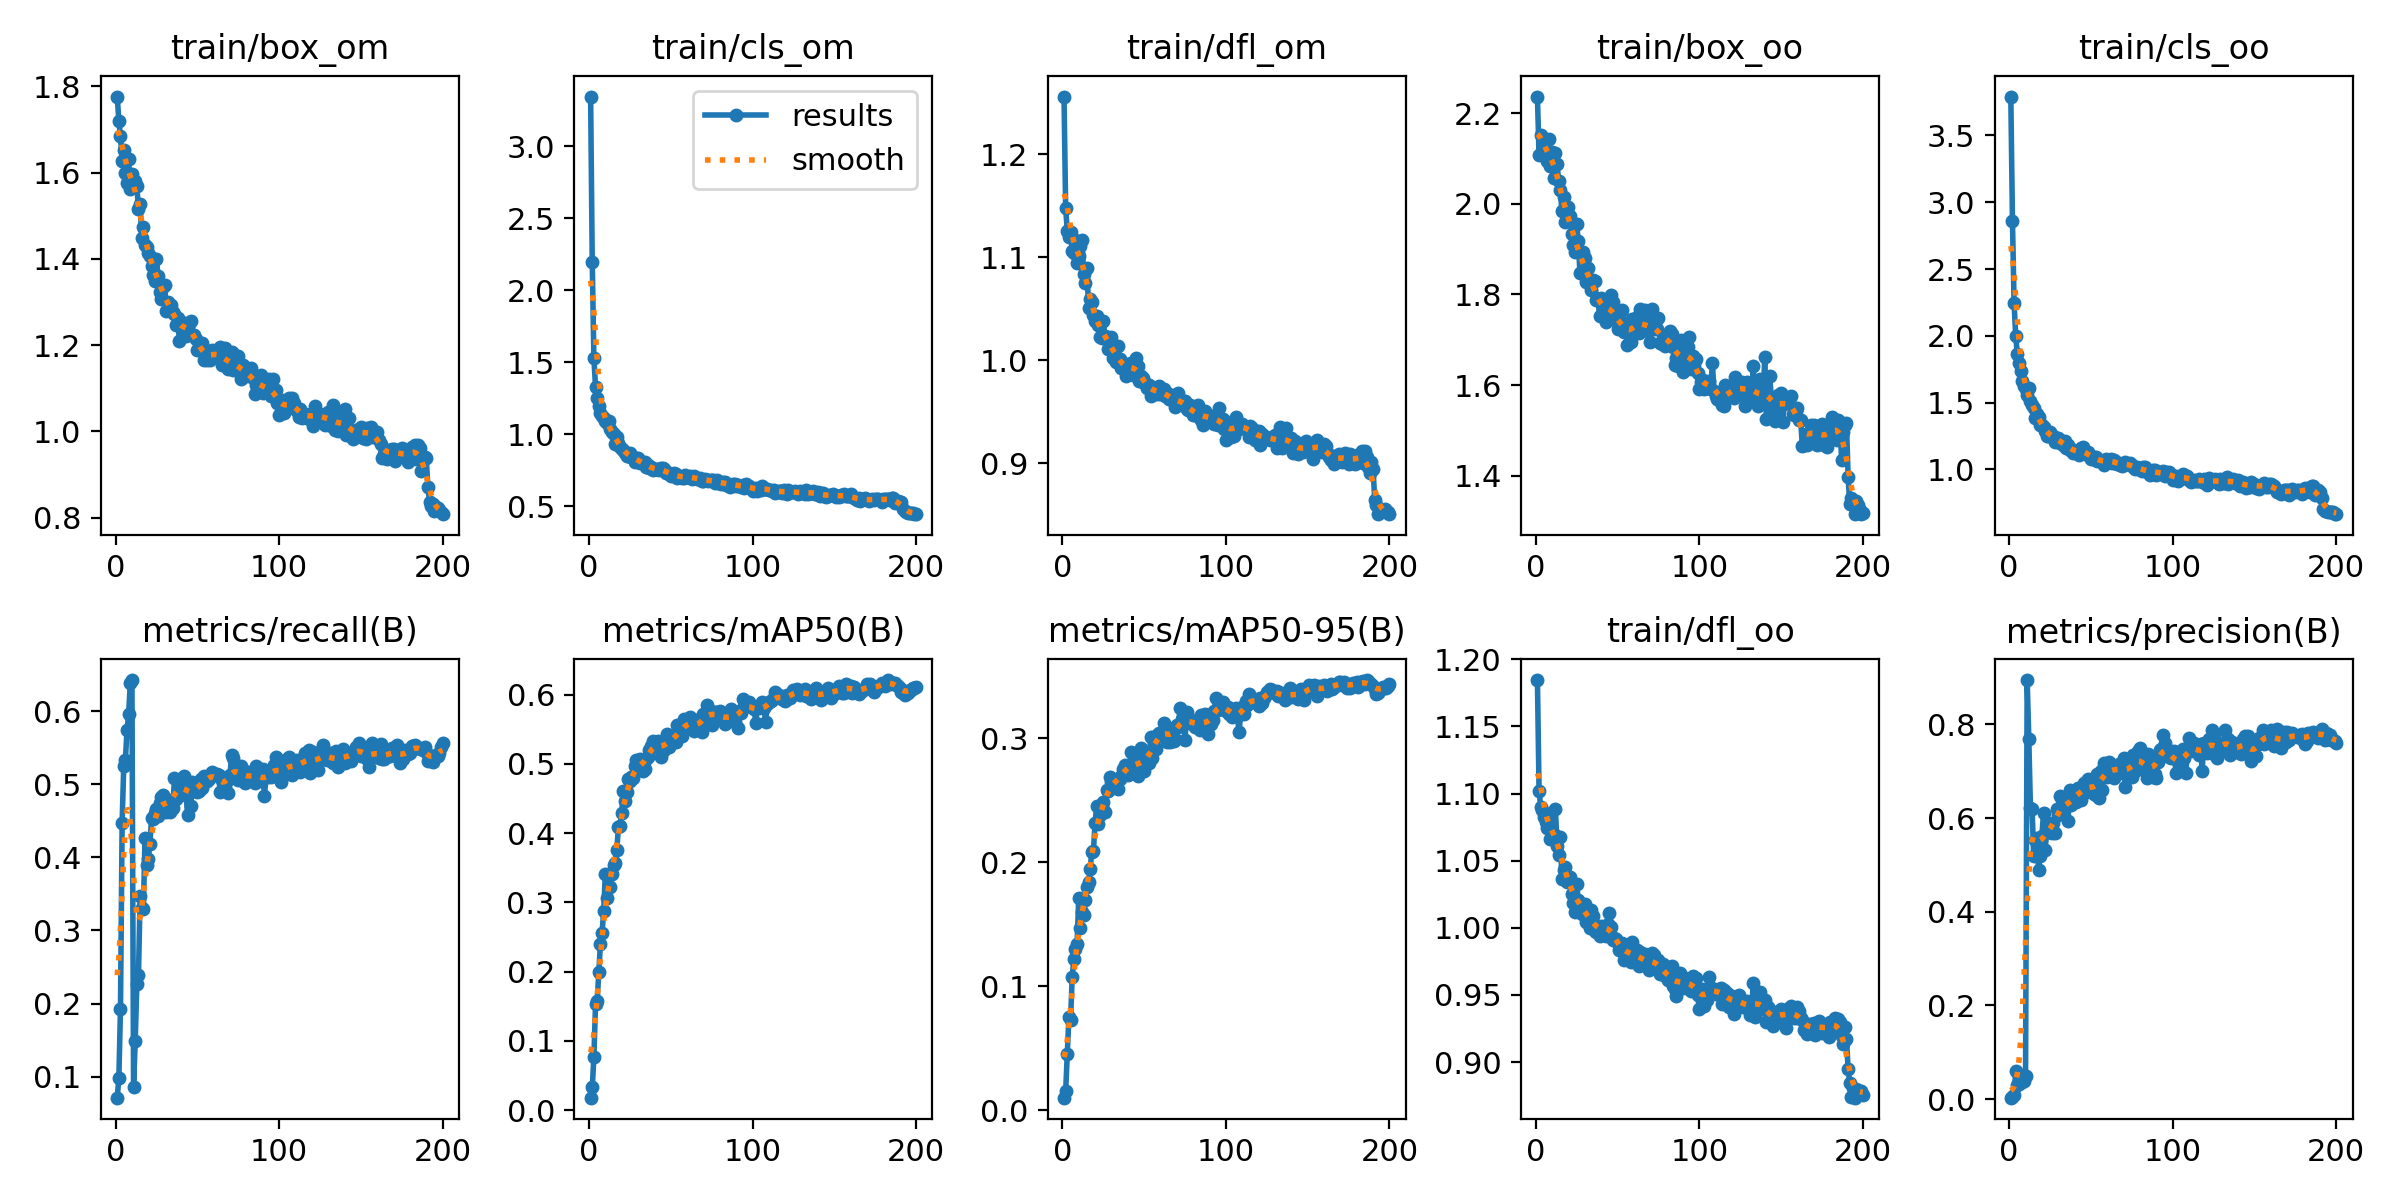 train/box_om
1.8
1.6
1.4
1.2
1.0
0.8
0 100 200
train/cls_om
results
smooth
3.0
2.5
2.0
1.5
1.0
0.5
0 100 200
train/dfl_om
1.2
1.1
1.0
0.9
0 100 200
train/box_oo
2.2
2.0
1.8
1.6
1.4
0 100 200
train/cls_oo
3.5
3.0
2.5
2.0
1.5
1.0
0 100 200
metrics/recall(B)
0.6
0.5
0.4
0.3
0.2
0.1
0 100 200
metrics/mAP50(B)
0.6
0.5
0.4
0.3
0.2
0.1
0.0
0 100 200
metrics/mAP50-95(B)
0.3
0.2
0.1
0.0
0 100 200
train/dfl_oo
1.20
1.15
1.10
1.05
1.00
0.95
0.90
0 100 200
metrics/precision(B)
0.8
0.6
0.4
0.2
0.0
0 100 200